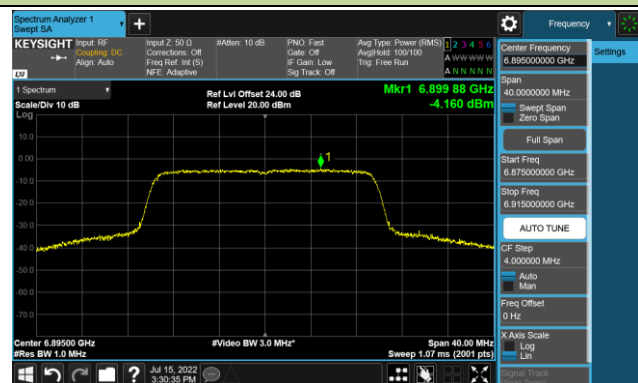 Spectrum Analyzer 1
Swept SA
Frequency
KEYSIGHT
Input: RF
Coupling: DC
Align: Auto
Input Z: 50 Ω
Corrections: Off
Freq Ref: Int (S)
NFE: Adaptive
#Atten: 10 dB
PNO: Fast
Gate: Off
IF Gain: Low
Sig Track: Off
Avg Type: Power (RMS)
Avg|Hold: 100/100
Trig: Free Run
1 2 3 4 5 6
A W W W W W
A N N N N N
LXI
Center Frequency
6.895000000 GHz
Settings
Span
40.0000000 MHz
Swept Span
Zero Span
Full Span
Start Freq
6.875000000 GHz
Stop Freq
6.915000000 GHz
AUTO TUNE
CF Step
4.000000 MHz
Auto
Man
Freq Offset
0 Hz
X Axis Scale
Log
Lin
Signal Track
1 Spectrum
Scale/Div 10 dB
Log
Ref Lvl Offset 24.00 dB
Ref Level 20.00 dBm
Mkr1 6.899 88 GHz
-4.160 dBm
1
10.0
0.00
-10.0
-20.0
-30.0
-40.0
-50.0
-60.0
-70.0
Center 6.89500 GHz
#Res BW 1.0 MHz
#Video BW 3.0 MHz*
Span 40.00 MHz
Sweep 1.07 ms (2001 pts)
Jul 15, 2022
3:30:35 PM